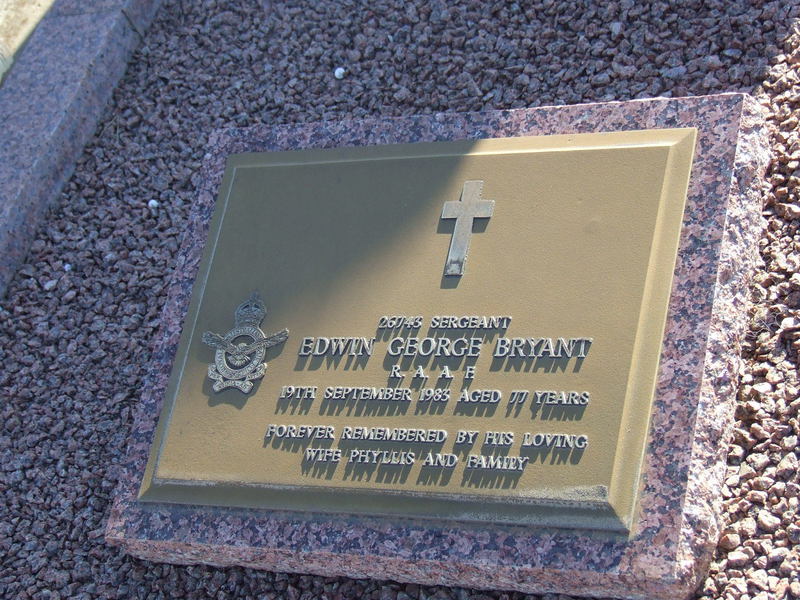 26743 SERGEANT
EDWIN GEORGE BRYANT
R.A.A.F.
19TH SEPTEMBER 1983 AGED 77 YEARS
FOREVER REMEMBERED BY HIS LOVING
WIFE PHYLLIS AND FAMILY